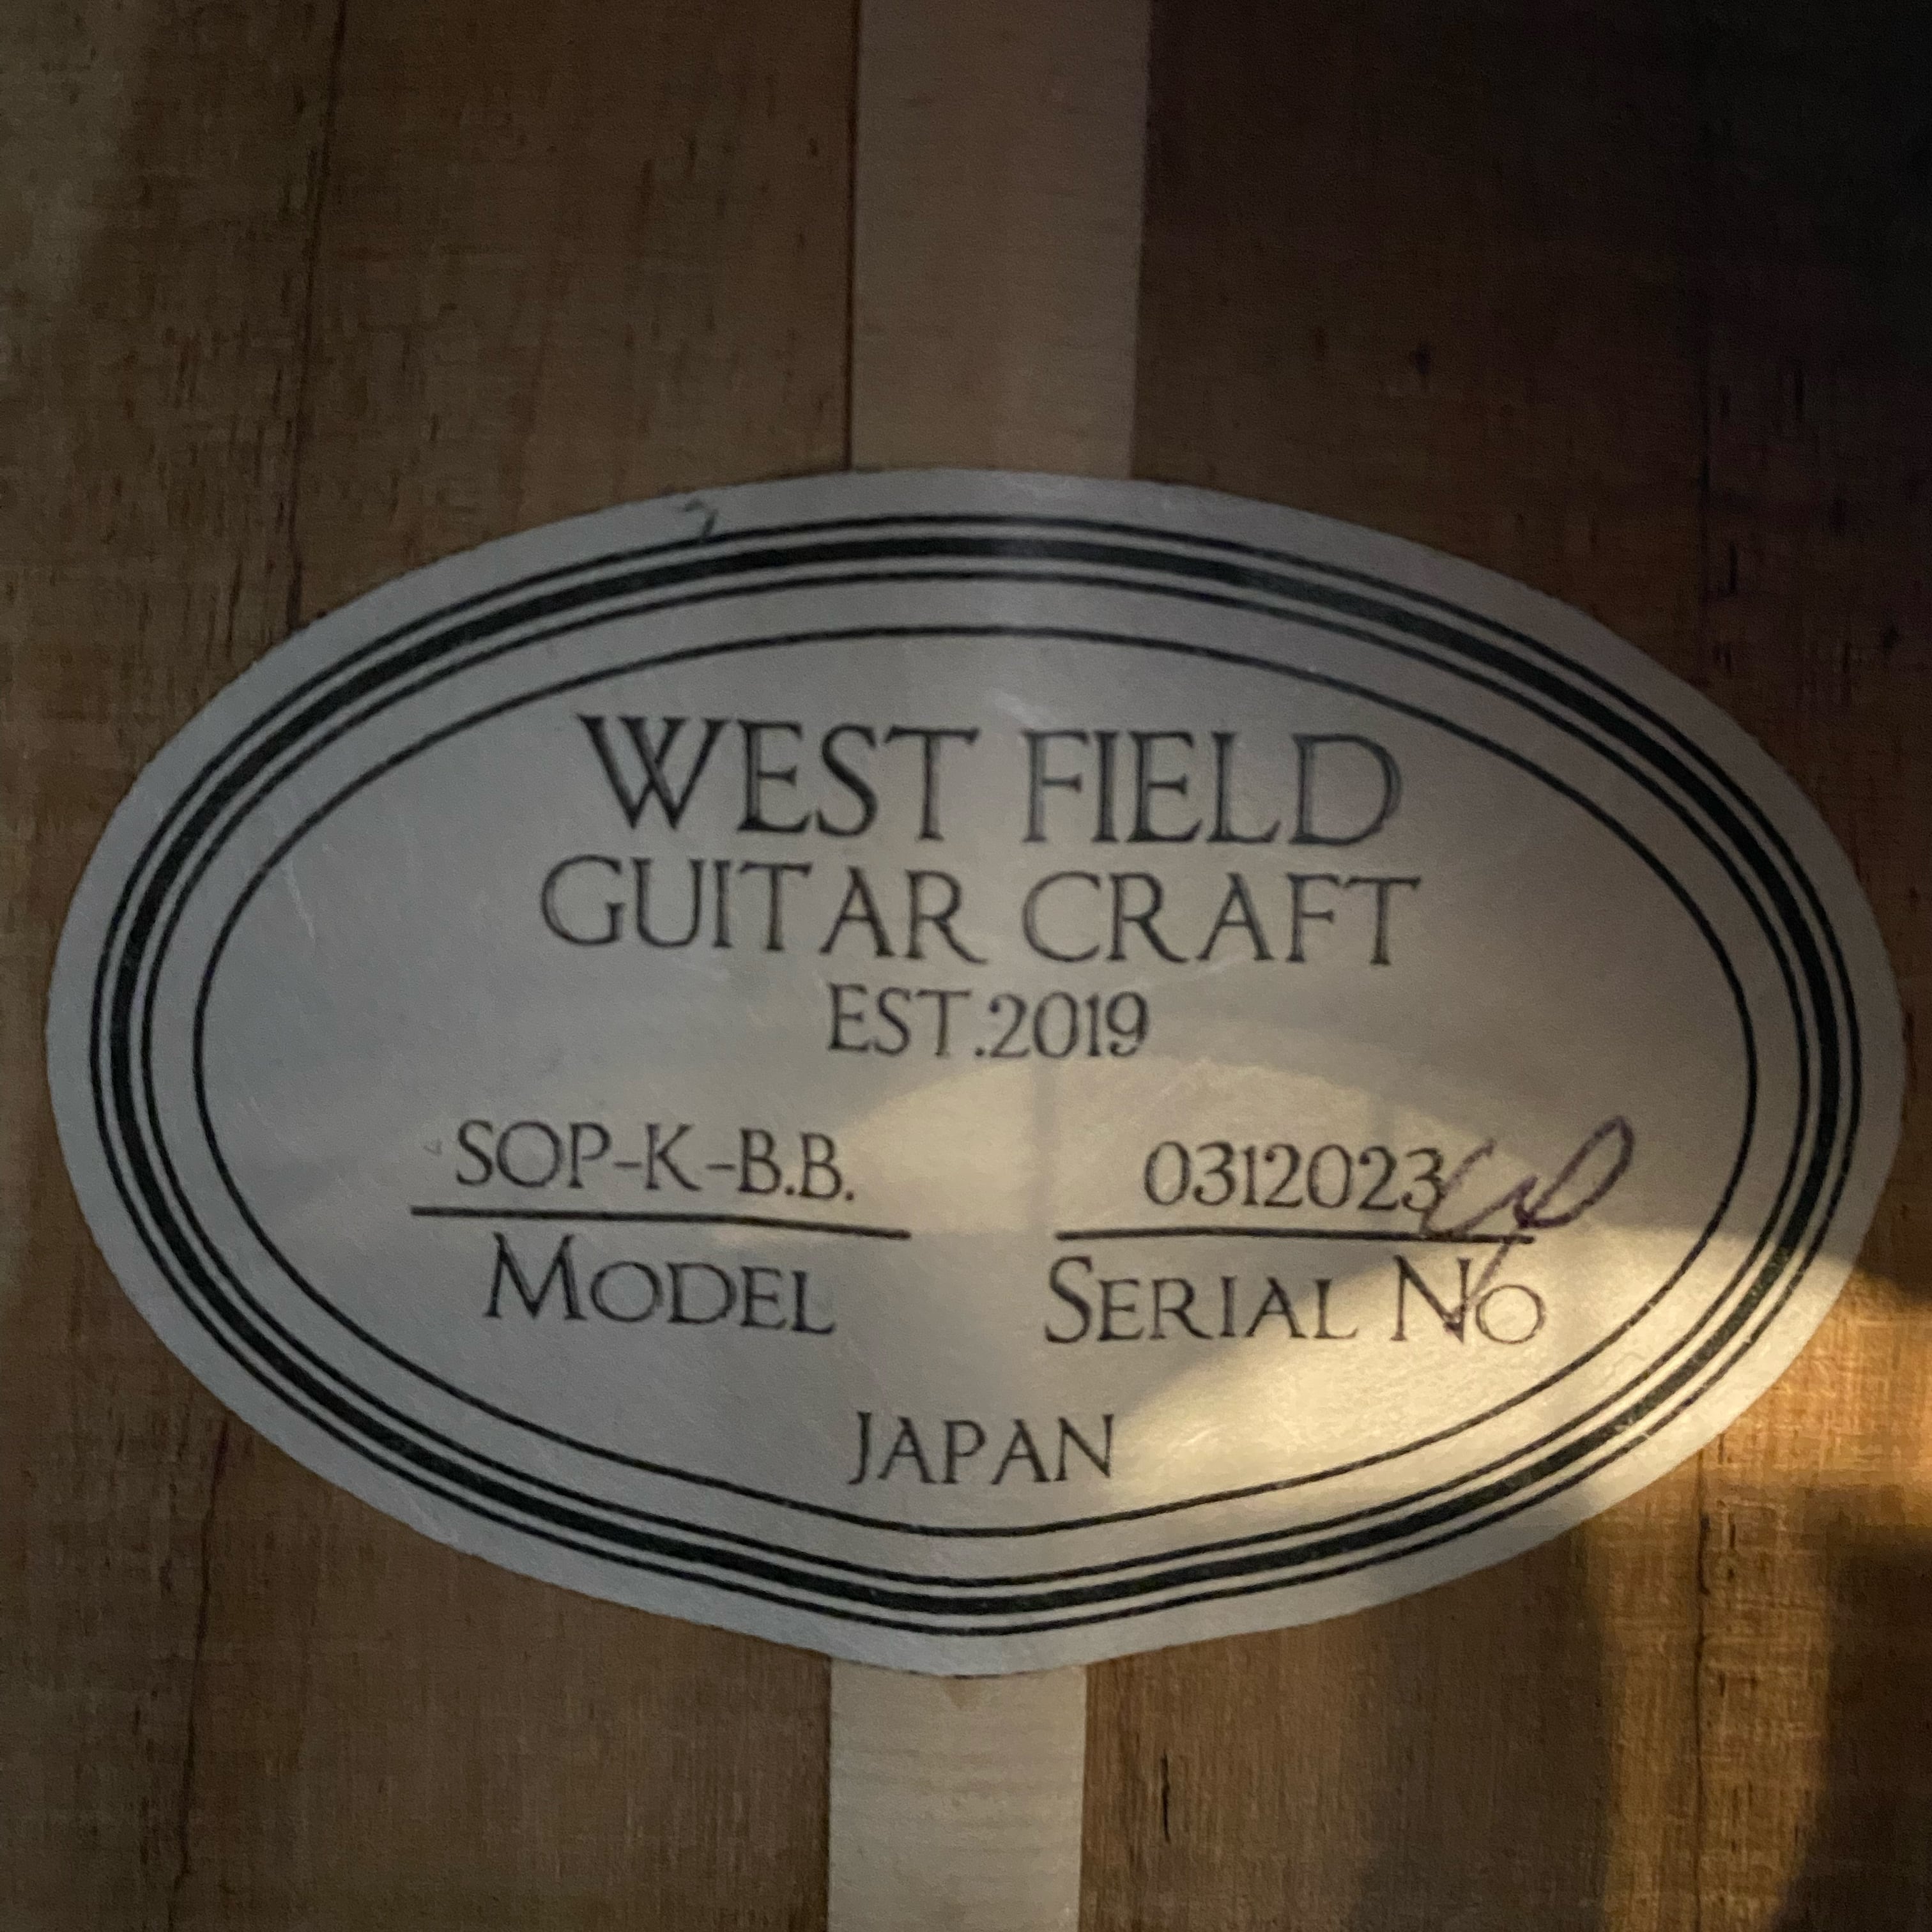 WEST FIELD
GUITAR CRAFT
EST.2019
SOP-K-B.B. 0312023
MODEL SERIAL NO
JAPAN